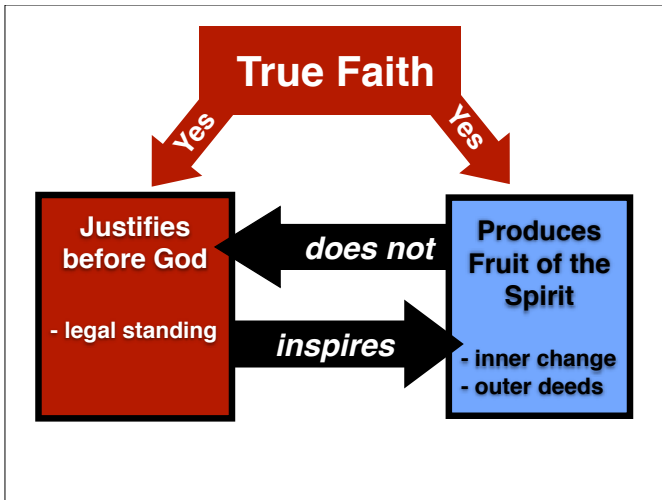 True Faith
Yes
Yes
Justifies
before God
- legal standing
does not
inspires
Produces
Fruit of the
Spirit
- inner change
- outer deeds